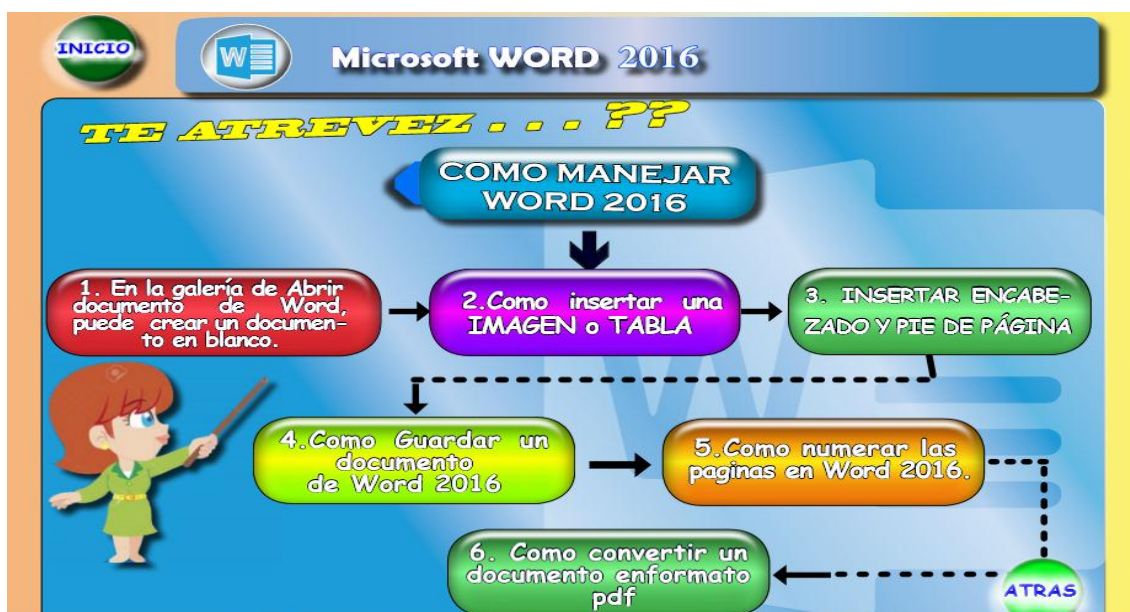 INICIO
W
Microsoft WORD 2016
TE ATREVEZ . . . ??
COMO MANEJAR
WORD 2016
1. En la galería de Abrir
documento de Word,
puede crear un documen-
to en blanco.
2.Como insertar una
IMAGEN o TABLA
3. INSERTAR ENCABE-
ZADO Y PIE DE PÁGINA
4.Como Guardar un
documento
de Word 2016
5.Como numerar las
paginas en Word 2016.
6. Como convertir un
documento enformato
pdf
ATRAS